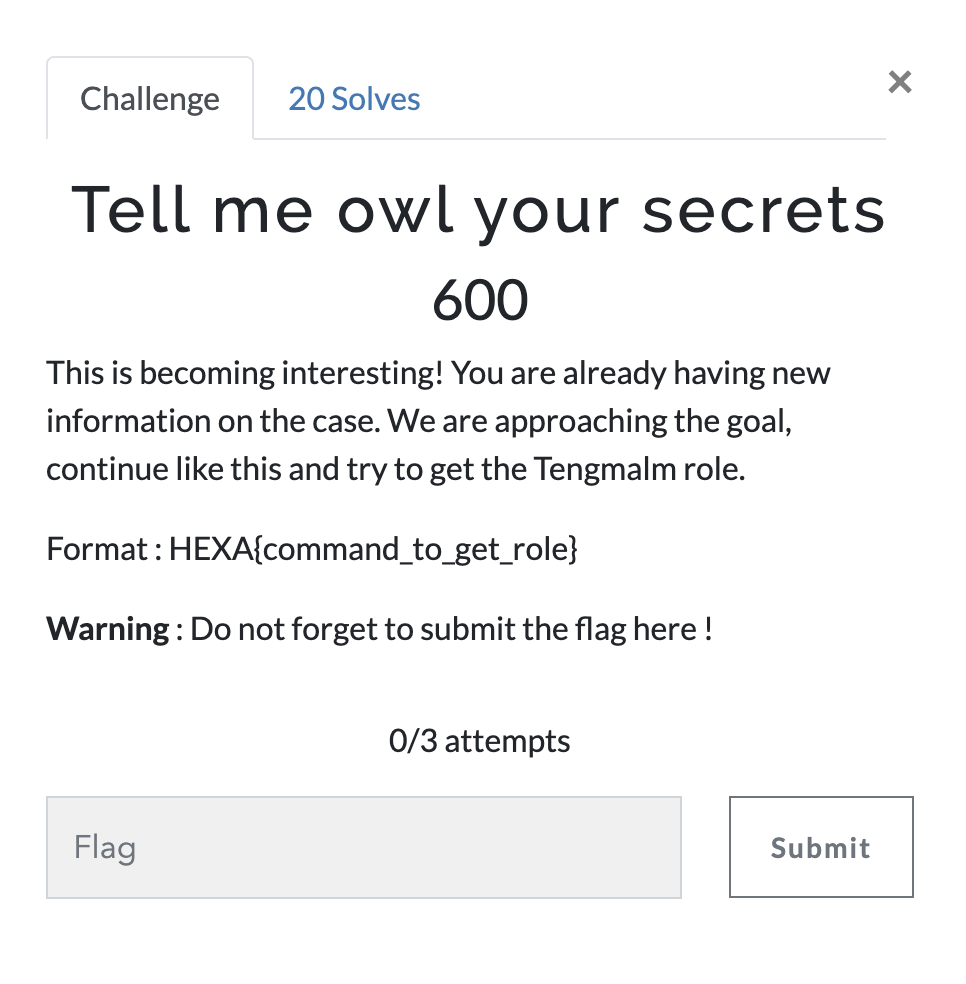 Challenge
20 Solves
×
Tell me owl your secrets
600
This is becoming interesting! You are already having new
information on the case. We are approaching the goal,
continue like this and try to get the Tengmalm role.
Format : HEXA{command_to_get_role}
Warning : Do not forget to submit the flag here !
0/3 attempts
Flag
Submit